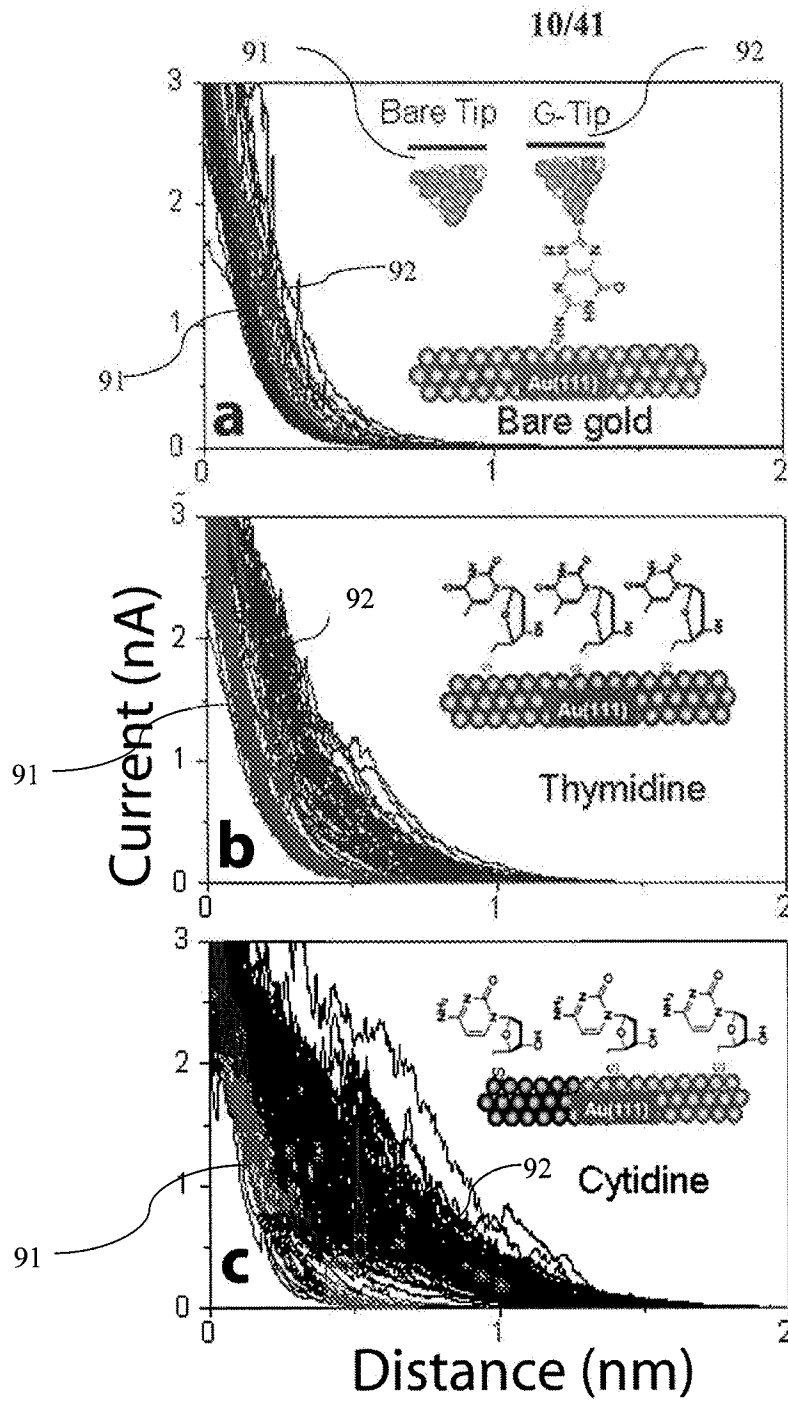 10/41
91
92
3
2
1
0
Bare Tip
G-Tip
92
91
Au(111)
Bare gold
a
0
1
2
Current (nA)
3
2
1
0
92
91
Au(111)
Thymidine
b
0
1
2
3
2
1
0
Au(111)
92
Cytidine
91
c
0
1
2
Distance (nm)